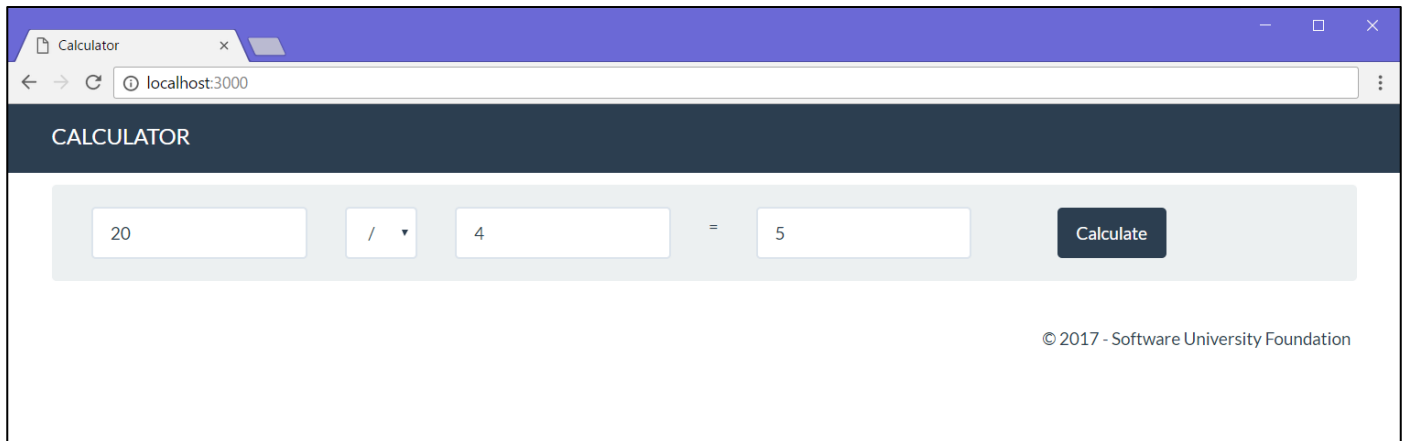 Calculator
localhost:3000
CALCULATOR
20 / 4 = 5 Calculate
© 2017 - Software University Foundation